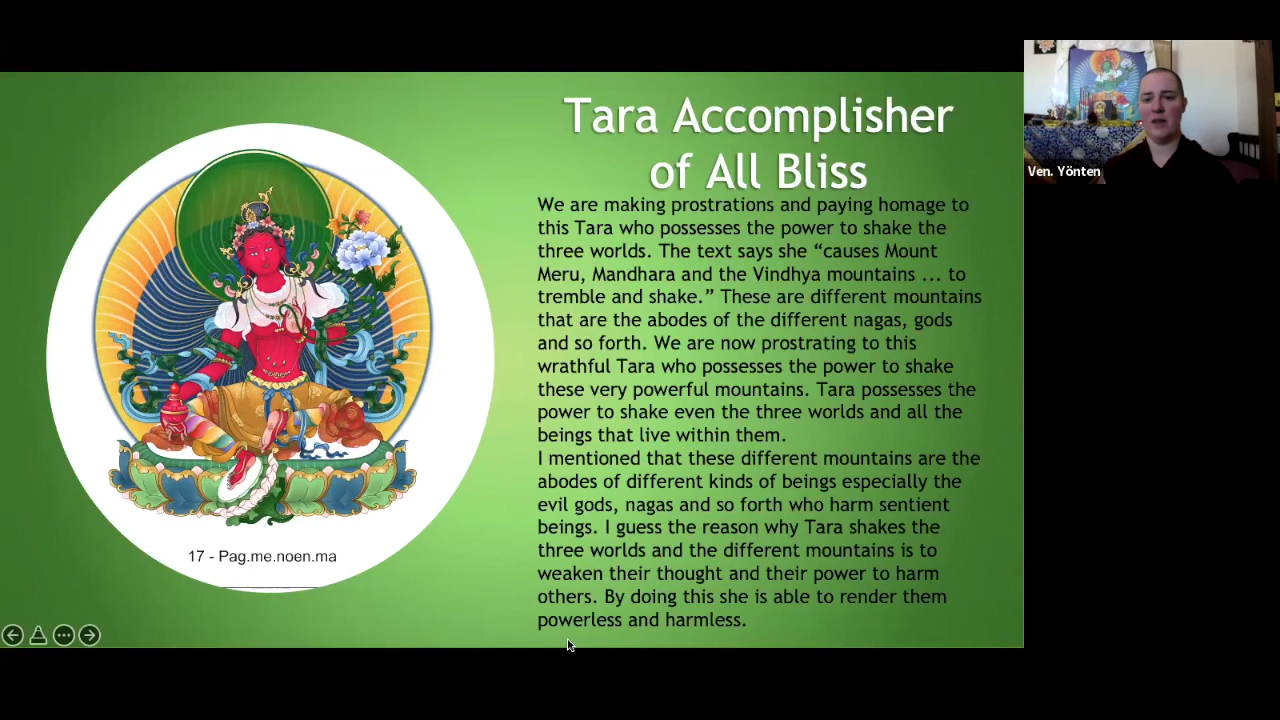 Tara Accomplisher
of All Bliss
We are making prostrations and paying homage to
this Tara who possesses the power to shake the
three worlds. The text says she “causes Mount
Meru, Mandhara and the Vindhya mountains ... to
tremble and shake.” These are different mountains
that are the abodes of the different nagas, gods
and so forth. We are now prostrating to this
wrathful Tara who possesses the power to shake
these very powerful mountains. Tara possesses the
power to shake even the three worlds and all the
beings that live within them.
I mentioned that these different mountains are the
abodes of different kinds of beings especially the
evil gods, nagas and so forth who harm sentient
beings. I guess the reason why Tara shakes the
three worlds and the different mountains is to
weaken their thought and their power to harm
others. By doing this she is able to render them
powerless and harmless.
17 - Pag.me.noen.ma
Ven. Yönten